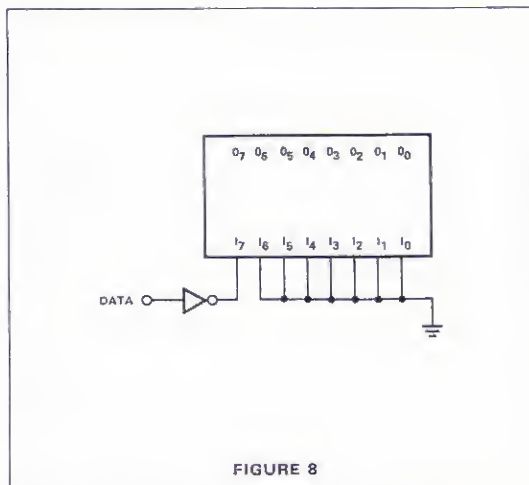 O7 O6 O5 O4 O3 O2 O1 O0
I7 I6 I5 I4 I3 I2 I1 I0
DATA
FIGURE 8